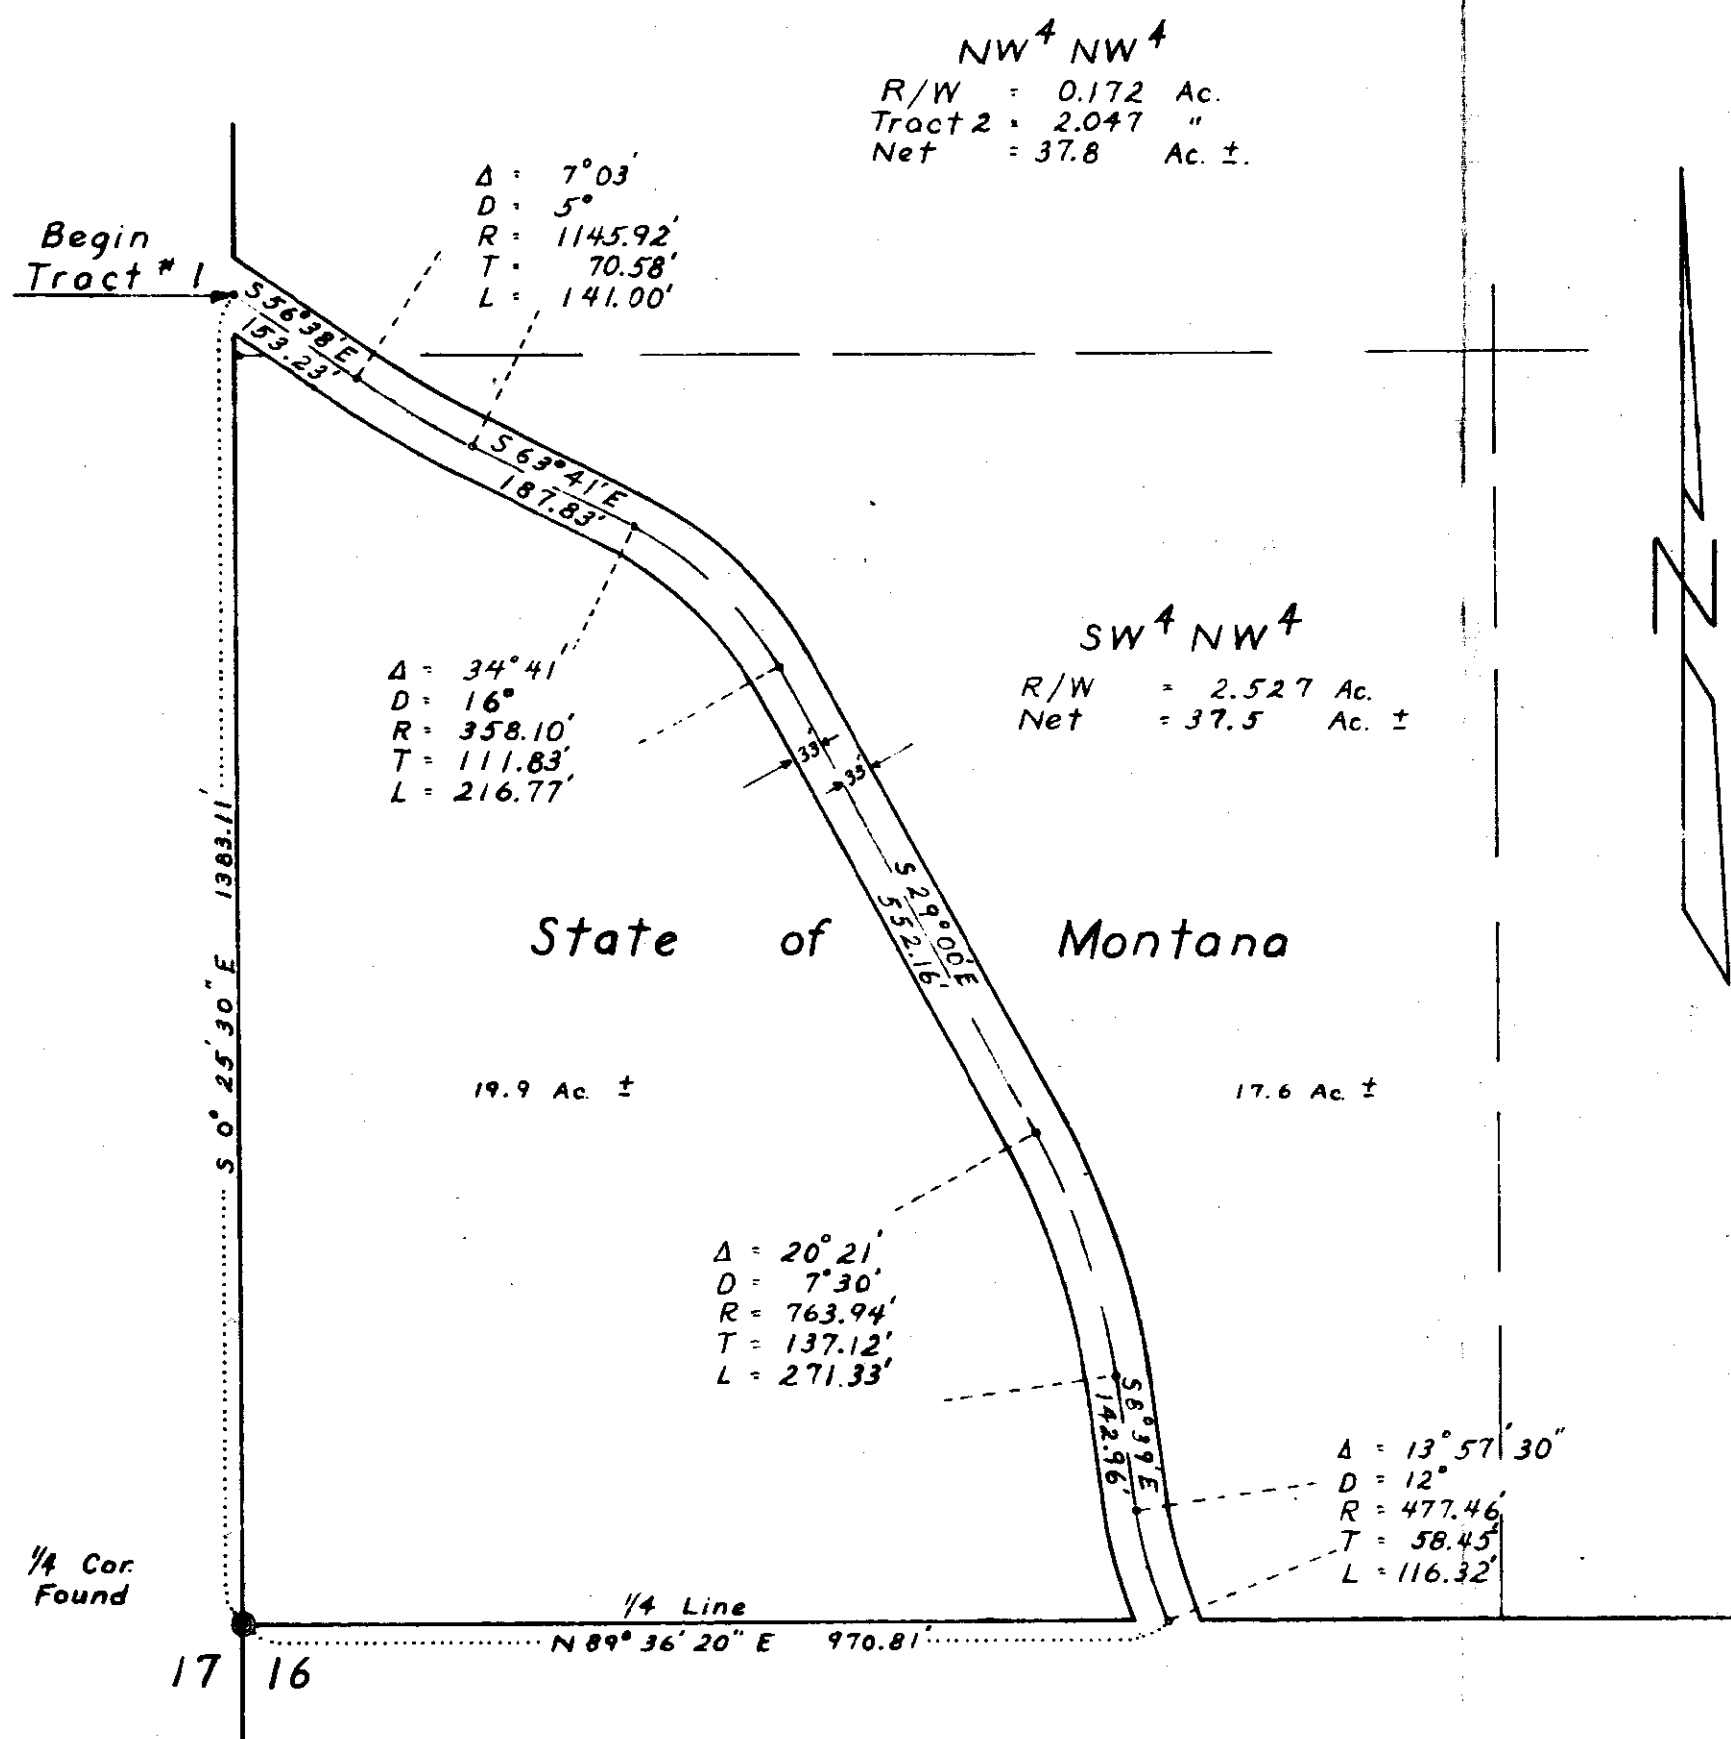 NW⁴ NW⁴
R/W = 0.172 Ac.
Tract 2 = 2.047 "
Net = 37.8 Ac. ±.
Δ = 7°03'
D = 5°
R = 1145.92'
T = 70.58'
L = 141.00'
Begin
Tract # 1
S 56°38' E
153.23'
S 63°41' E
187.83'
Δ = 34°41'
D = 16°
R = 358.10'
T = 111.83'
L = 216.77'
SW⁴ NW⁴
R/W = 2.527 Ac.
Net = 37.5 Ac. ±
33'
33'
S 0° 25' 30" E 1383.11'
S 29°00' E
552.16'
State of Montana
19.9 Ac. ±
17.6 Ac. ±
Δ = 20°21'
D = 7°30'
R = 763.94'
T = 137.12'
L = 271.33'
S 8°39' E
142.96'
Δ = 13°57'30"
D = 12°
R = 477.46'
T = 58.45'
L = 116.32'
N
1/4 Cor.
Found
1/4 Line
N 89° 36' 20" E 970.81'
17 16